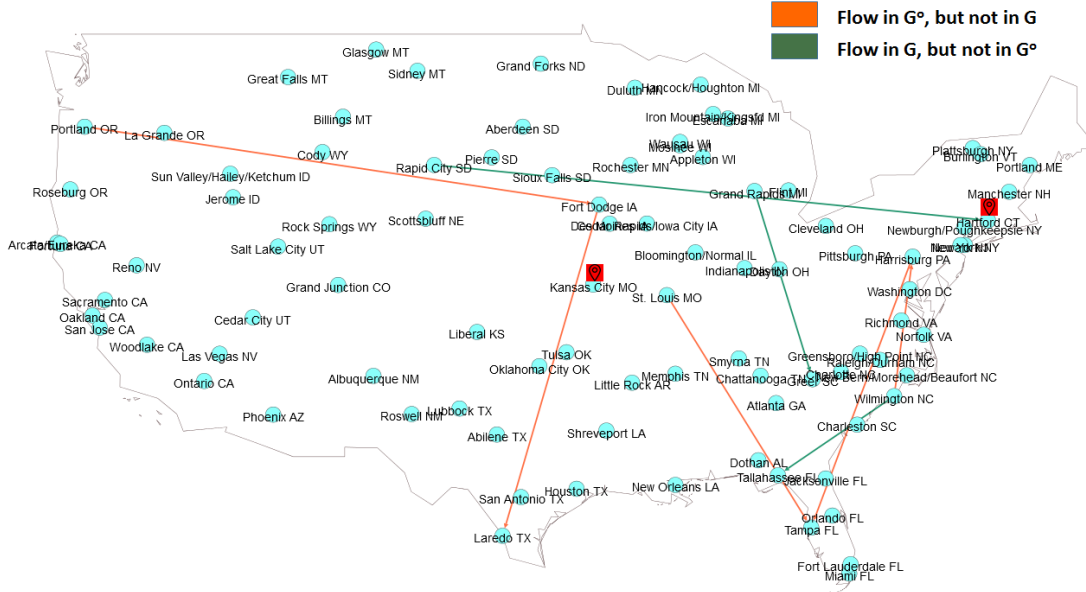 Flow in G°, but not in G
Flow in G, but not in G°
Glasgow MT
Sidney MT
Grand Forks ND
Great Falls MT
Duluth MN
Hancock/Houghton MI
Billings MT
Iron Mountain/Kingsfd MI
Escanaba MI
Portland OR
La Grande OR
Aberdeen SD
Wausau WI
Mosinee WI
Appleton WI
Plattsburgh NY
Burlington VT
Portland ME
Cody WY
Rapid City SD
Pierre SD
Sioux Falls SD
Rochester MN
Sun Valley/Hailey/Ketchum ID
Jerome ID
Roseburg OR
Grand Rapids MI
Flint MI
Manchester NH
Fort Dodge IA
Des Moines IA
Cedar Rapids/Iowa City IA
Hartford CT
Newburgh/Poughkeepsie NY
Rock Springs WY
Scottsbluff NE
Cleveland OH
Arcata/Eureka CA
Fortuna CA
Salt Lake City UT
Bloomington/Normal IL
Pittsburgh PA
Harrisburg PA
New York NY
Newark NJ
Reno NV
Indianapolis IN
Dayton OH
Grand Junction CO
Kansas City MO
St. Louis MO
Washington DC
Sacramento CA
Oakland CA
San Jose CA
Cedar City UT
Richmond VA
Norfolk VA
Woodlake CA
Liberal KS
Las Vegas NV
Tulsa OK
Oklahoma City OK
Smyrna TN
Greensboro/High Point NC
Raleigh/Durham NC
Ontario CA
Albuquerque NM
Little Rock AR
Memphis TN
Chattanooga TN
Charlotte NC
Greer SC
New Bern/Morehead/Beaufort NC
Phoenix AZ
Roswell NM
Lubbock TX
Atlanta GA
Wilmington NC
Abilene TX
Shreveport LA
Charleston SC
Dothan AL
Tallahassee FL
Jacksonville FL
San Antonio TX
Houston TX
New Orleans LA
Orlando FL
Tampa FL
Laredo TX
Fort Lauderdale FL
Miami FL